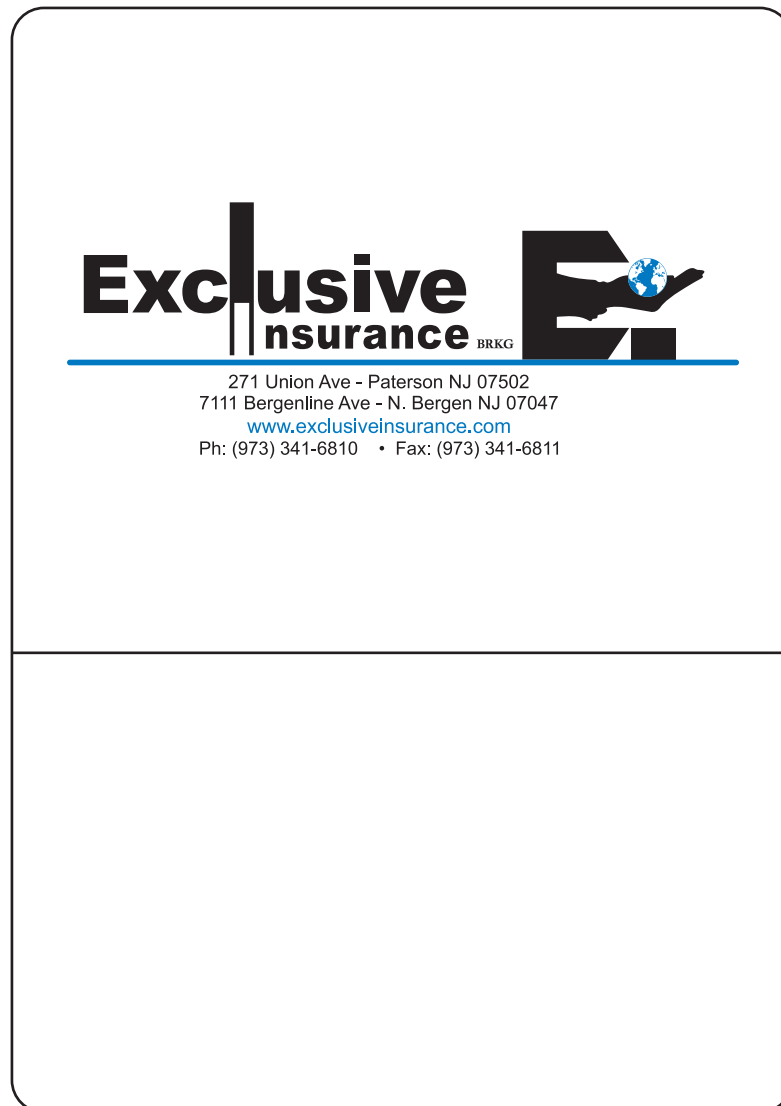 Exclusive
Insurance BRKG
Ei
271 Union Ave - Paterson NJ 07502
7111 Bergenline Ave - N. Bergen NJ 07047
www.exclusiveinsurance.com
Ph: (973) 341-6810 • Fax: (973) 341-6811